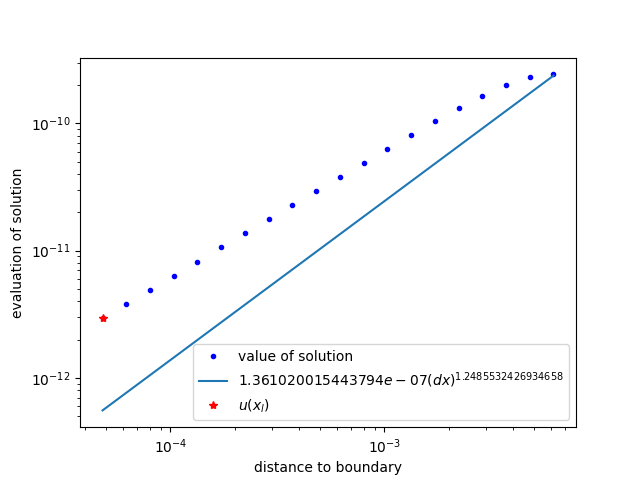 evaluation of solution
10⁻¹⁰
10⁻¹¹
10⁻¹²
value of solution
1.361020015443794e − 07(dx)^1.2485532426934658
u(x_l)
10⁻⁴
10⁻³
distance to boundary